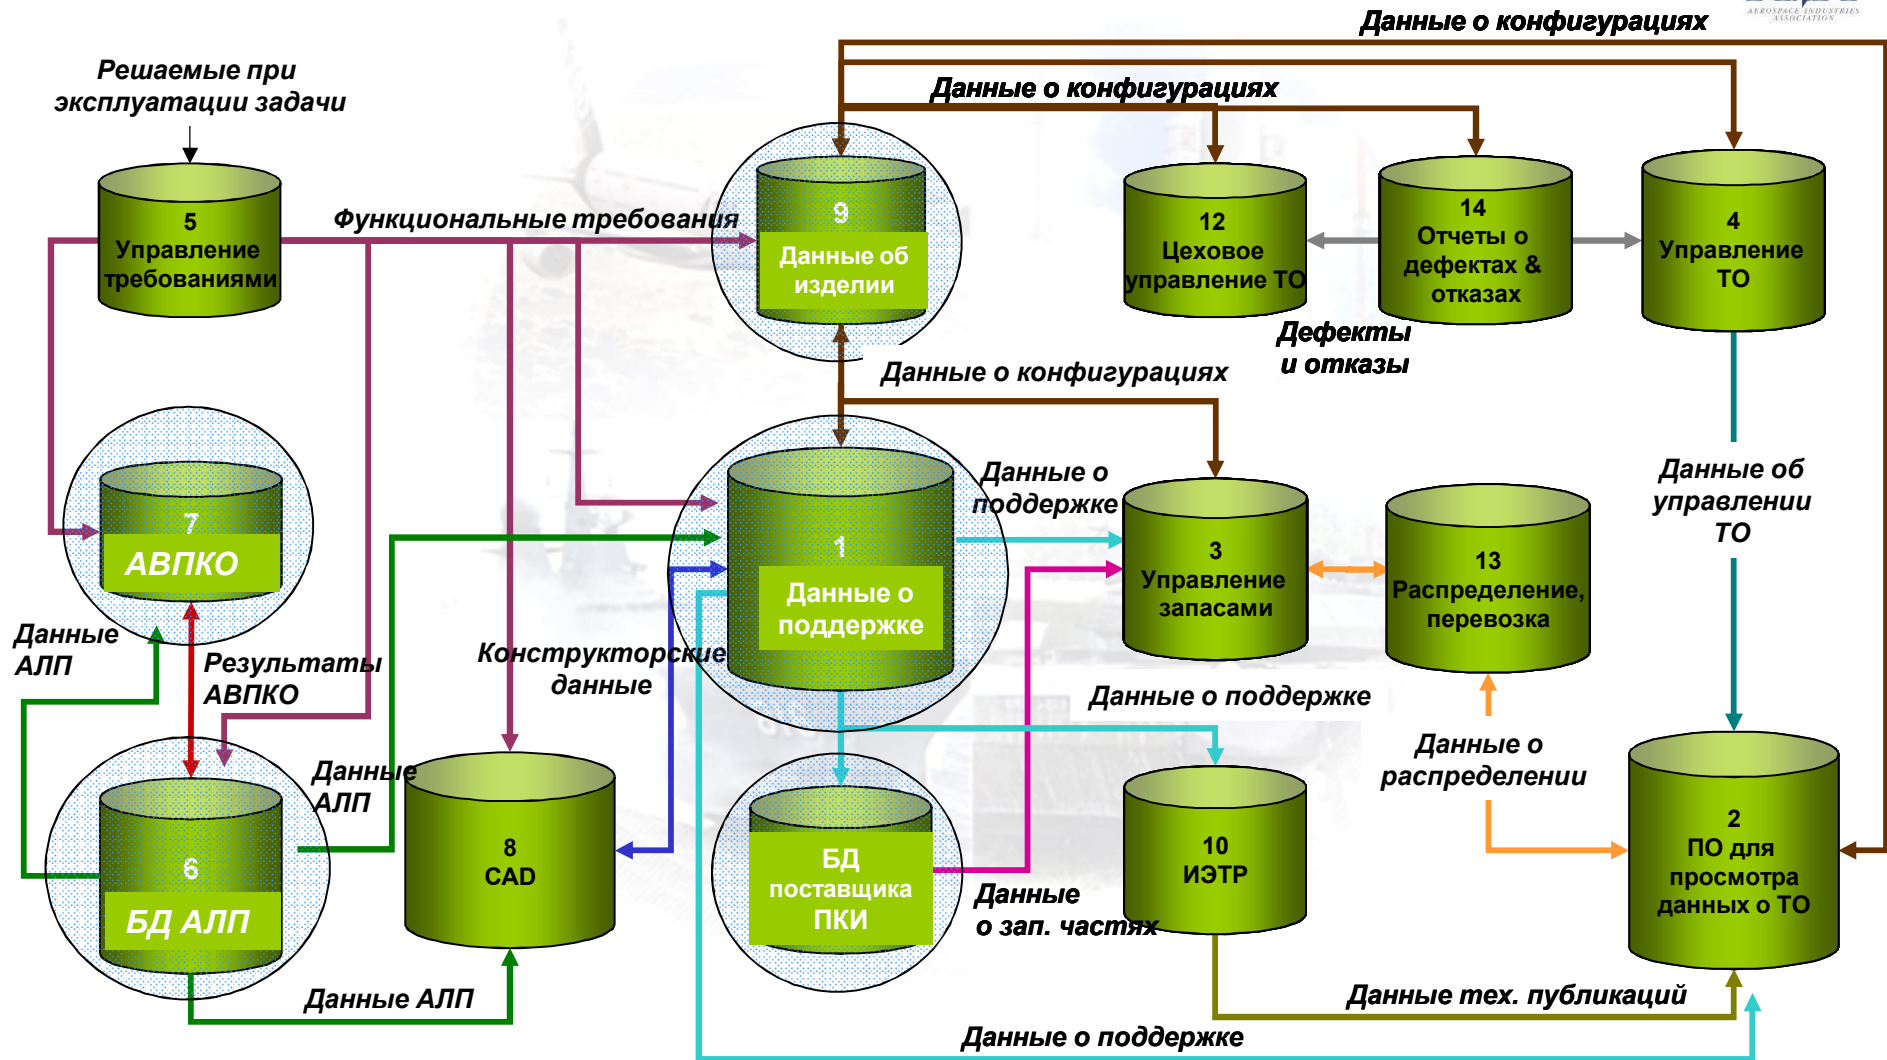 AEROSPACE INDUSTRIES
ASSOCIATION
Данные о конфигурациях
Решаемые при
эксплуатации задачи
Данные о конфигурациях
5
Управление
требованиями
Функциональные требования
9
Данные об
изделии
12
Цеховое
управление ТО
14
Отчеты о
дефектах &
отказах
4
Управление
ТО
Дефекты
и отказы
Данные о конфигурациях
7
АВПКО
1
Данные о
поддержке
Данные о
поддержке
3
Управление
запасами
13
Распределение,
перевозка
Данные об
управлении
ТО
Данные
АЛП
Результаты
АВПКО
Конструкторские
данные
Данные о поддержке
Данные
АЛП
Данные о
распределении
6
БД АЛП
8
CAD
БД
поставщика
ПКИ
Данные
о зап. частях
10
ИЭТР
2
ПО для
просмотра
данных о ТО
Данные АЛП
Данные тех. публикаций
Данные о поддержке